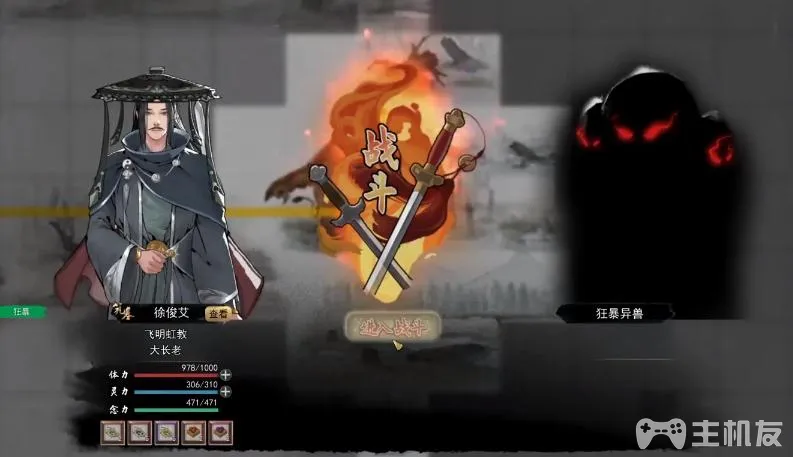 战斗
狂暴
徐俊艾
查看
飞明虹教
大长老
体力 978/1000
灵力 306/310
念力 471/471
进入战斗
狂暴异兽
主机友